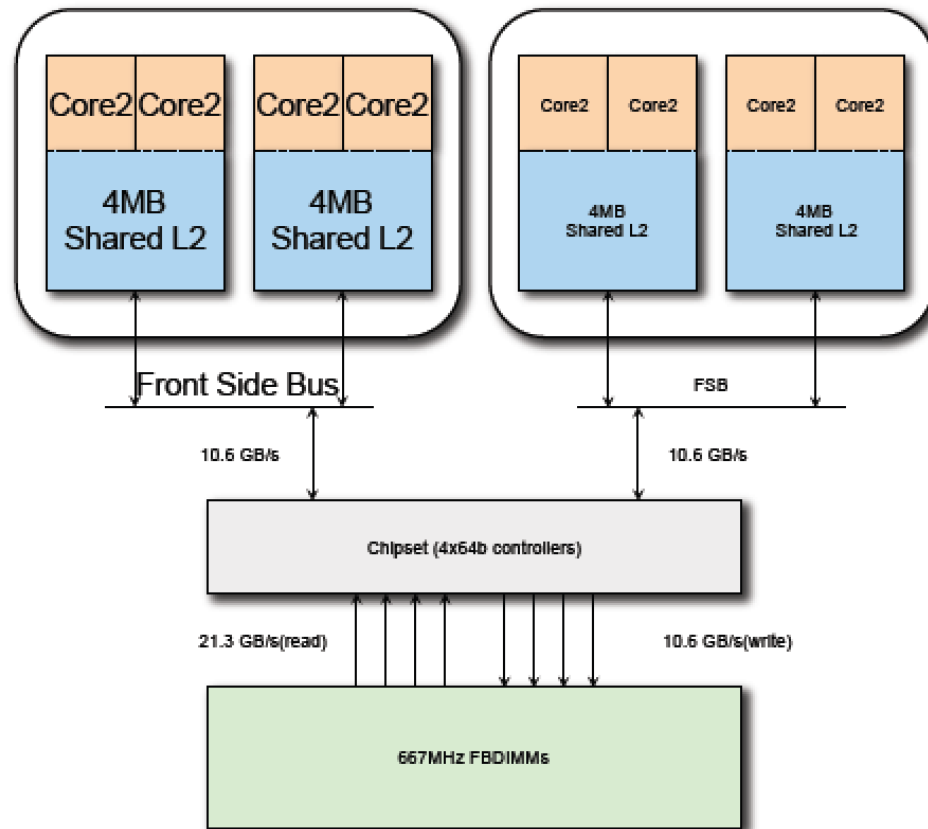 Core2 Core2 Core2 Core2 Core2 Core2 Core2 Core2
4MB
Shared L2
4MB
Shared L2
4MB
Shared L2
4MB
Shared L2
Front Side Bus
FSB
10.6 GB/s
10.6 GB/s
Chipset (4x64b controllers)
21.3 GB/s(read)
10.6 GB/s(write)
667MHz FBDIMMs